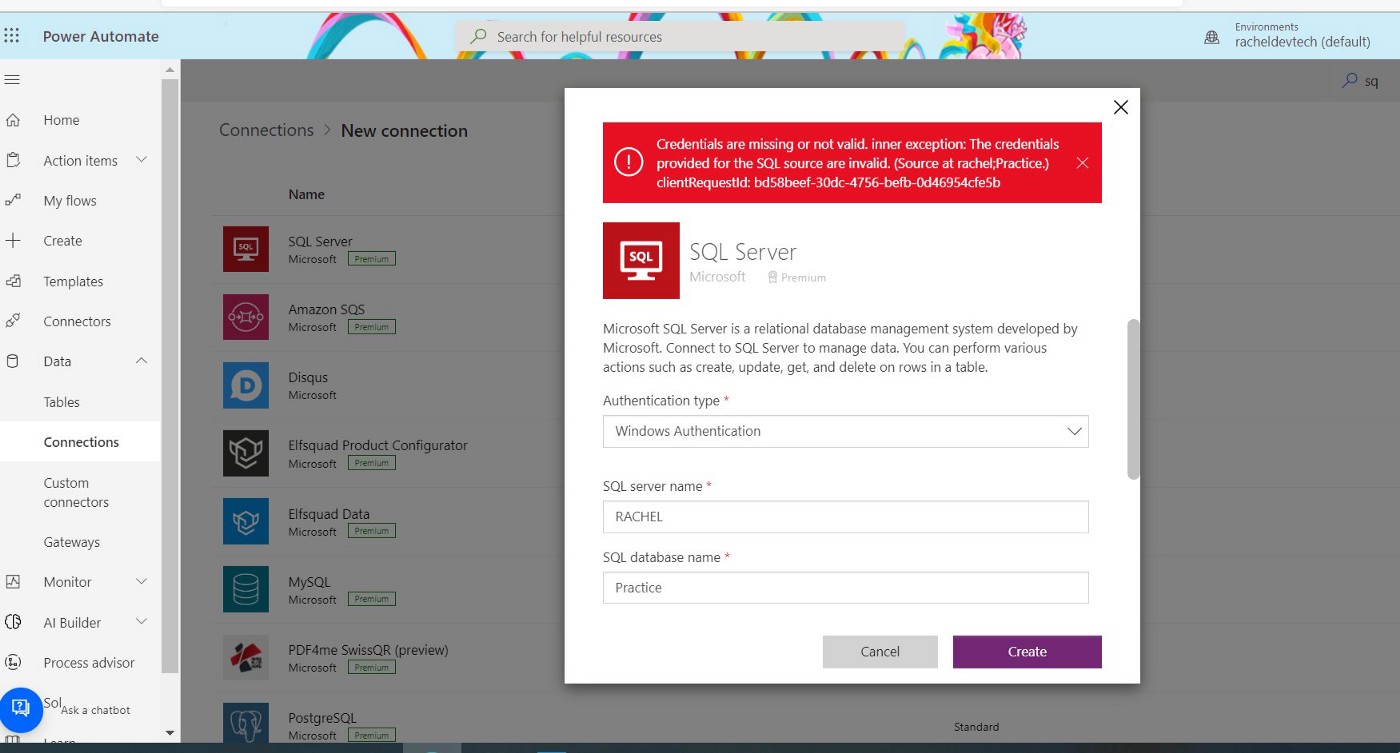 Power Automate
Search for helpful resources
Environments
racheldevtech (default)
sq
Home
Action items
My flows
Create
Templates
Connectors
Data
Tables
Connections
Custom
connectors
Gateways
Monitor
AI Builder
Process advisor
Sol
Ask a chatbot
Learn
Connections > New connection
Name
SQL
SQL Server
Microsoft Premium
Amazon SQS
Microsoft Premium
Disqus
Microsoft
Elfsquad Product Configurator
Microsoft Premium
Elfsquad Data
Microsoft Premium
MySQL
Microsoft Premium
PDF4me SwissQR (preview)
Microsoft Premium
PostgreSQL
Microsoft Premium
Standard
Credentials are missing or not valid. inner exception: The credentials
provided for the SQL source are invalid. (Source at rachel;Practice.)
clientRequestId: bd58beef-30dc-4756-befb-0d46954cfe5b
SQL
SQL Server
Microsoft Premium
Microsoft SQL Server is a relational database management system developed by
Microsoft. Connect to SQL Server to manage data. You can perform various
actions such as create, update, get, and delete on rows in a table.
Authentication type *
Windows Authentication
SQL server name *
RACHEL
SQL database name *
Practice
Cancel
Create